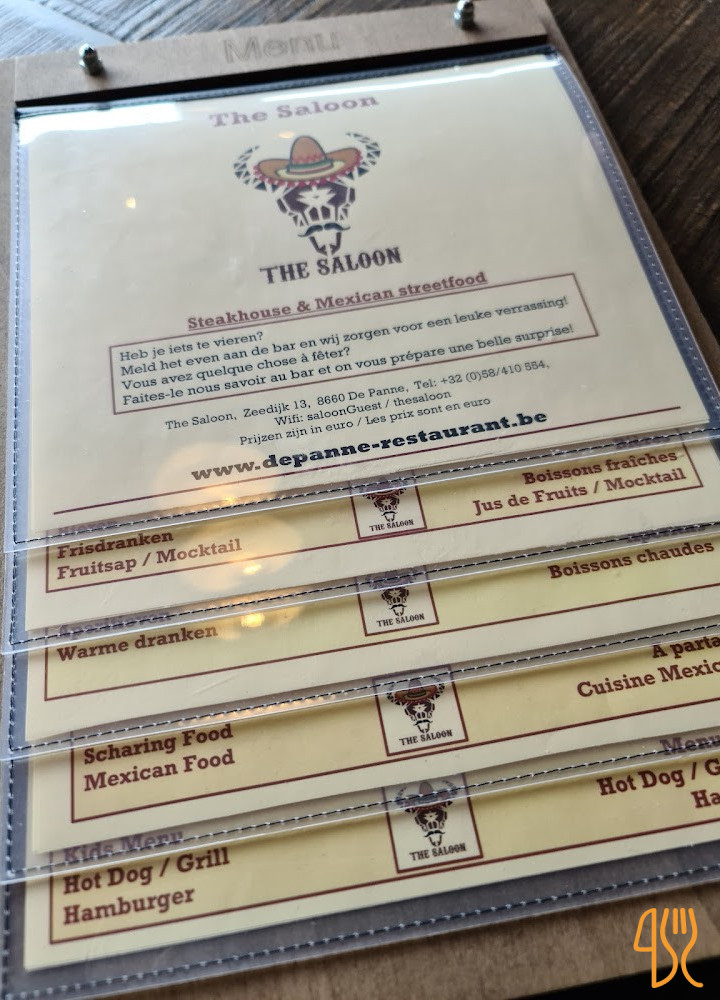 Menu
The Saloon
THE SALOON
Steakhouse & Mexican streetfood
Heb je iets te vieren?
Meld het even aan de bar en wij zorgen voor een leuke verrassing!
Vous avez quelque chose à fêter?
Faites-le nous savoir au bar et on vous prépare une belle surprise!
The Saloon, Zeedijk 13, 8660 De Panne, Tel: +32 (0)58/410 554,
Wifi: saloonGuest / thesaloon
Prijzen zijn in euro / Les prix sont en euro
www.depanne-restaurant.be
Frisdranken
Fruitsap / Mocktail
THE SALOON
Boissons fraîches
Jus de Fruits / Mocktail
Warme dranken
THE SALOON
Boissons chaudes
Scharing Food
Mexican Food
THE SALOON
A parta
Cuisine Mexic
Kids Menu
Hot Dog / Grill
Hamburger
THE SALOON
Menu
Hot Dog / G
Ha